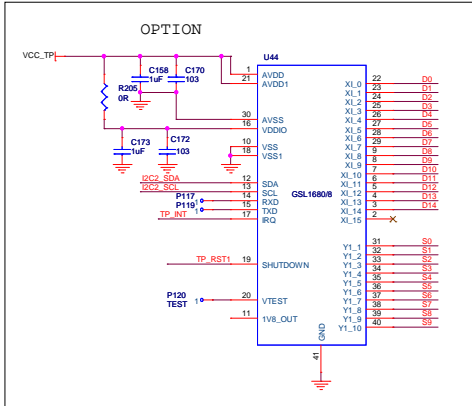 OPTION
VCC_TP
U44
C158
1uF
C170
103
R205
0R
C173
1uF
C172
103
I2C2_SDA
I2C2_SCL
P117
1
P119
1
TP_INT
TP_RST1
P120
TEST
1
1 AVDD
21 AVDD1
30 AVSS
16 VDDIO
10 VSS
18 VSS1
12 SDA
13 SCL
14 RXD
15 TXD
17 IRQ
19 SHUTDOWN
20 VTEST
11 1V8_OUT
GSL1680/8
XI_0 22 D0
XI_1 23 D1
XI_2 24 D2
XI_3 25 D3
XI_4 26 D4
XI_5 27 D5
XI_6 28 D6
XI_7 29 D7
XI_8 9 D8
XI_9 8 D9
XI_10 7 D10
XI_11 6 D11
XI_12 5 D12
XI_13 4 D13
XI_14 3 D14
XI_15 2
Y1_1 31 S0
Y1_2 32 S1
Y1_3 33 S2
Y1_4 34 S3
Y1_5 35 S4
Y1_6 36 S5
Y1_7 37 S6
Y1_8 38 S7
Y1_9 39 S8
Y1_10 40 S9
GND
41